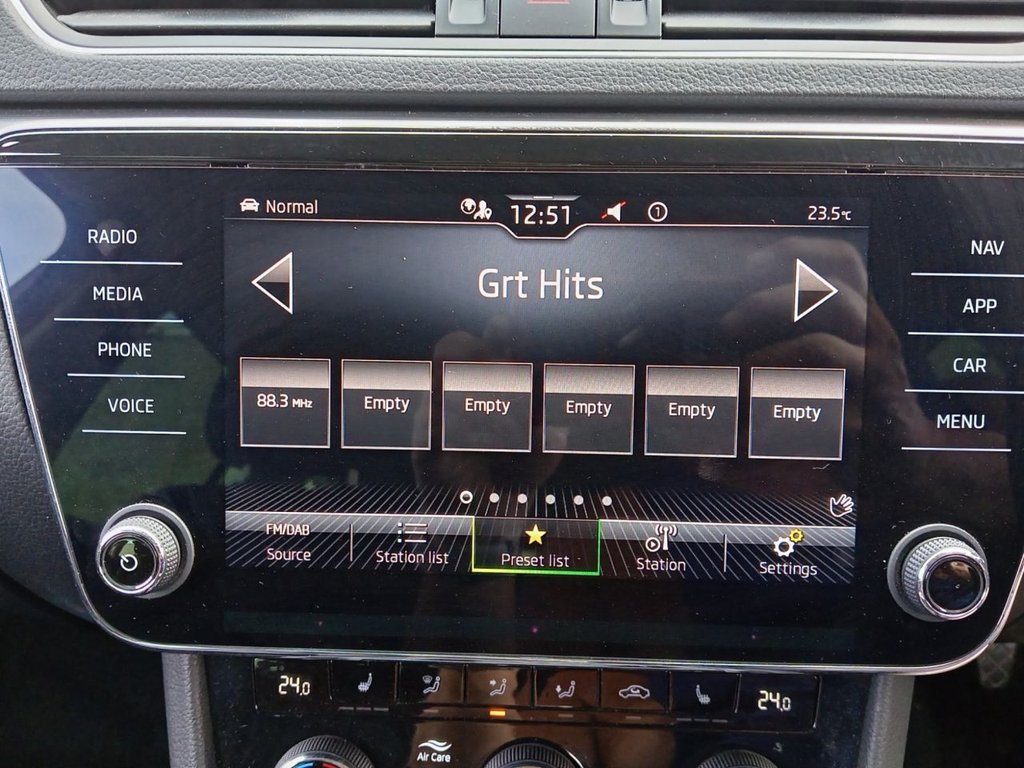 Normal
12:51
1
23.5°C
RADIO
MEDIA
PHONE
VOICE
Grt Hits
NAV
APP
CAR
MENU
88.3 MHz
Empty
Empty
Empty
Empty
Empty
FM/DAB
Source
Station list
Preset list
Station
Settings
24.0
24.0
Air Care